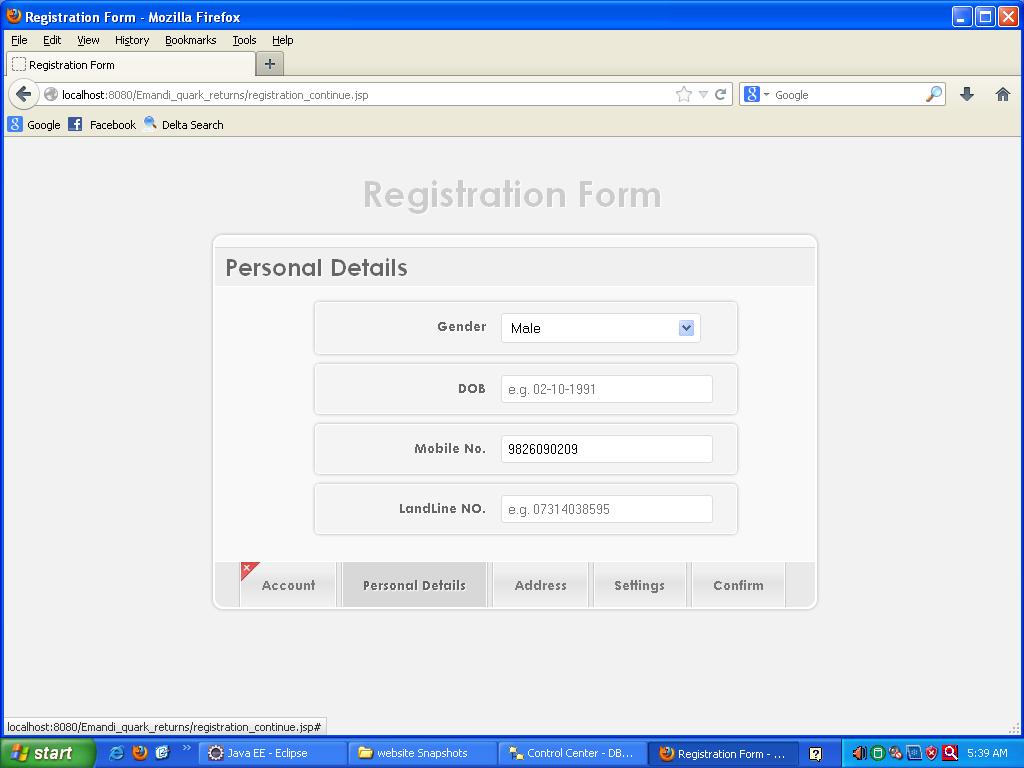 Registration Form - Mozilla Firefox
File Edit View History Bookmarks Tools Help
Registration Form
localhost:8080/Emandi_quark_returns/registration_continue.jsp Google
Google Facebook Delta Search
Registration Form
Personal Details
Gender Male
DOB e.g. 02-10-1991
Mobile No. 9826090209
LandLine NO. e.g. 07314038595
Account Personal Details Address Settings Confirm
localhost:8080/Emandi_quark_returns/registration_continue.jsp#
start Java EE - Eclipse website Snapshots Control Center - DB... Registration Form - ... 5:39 AM